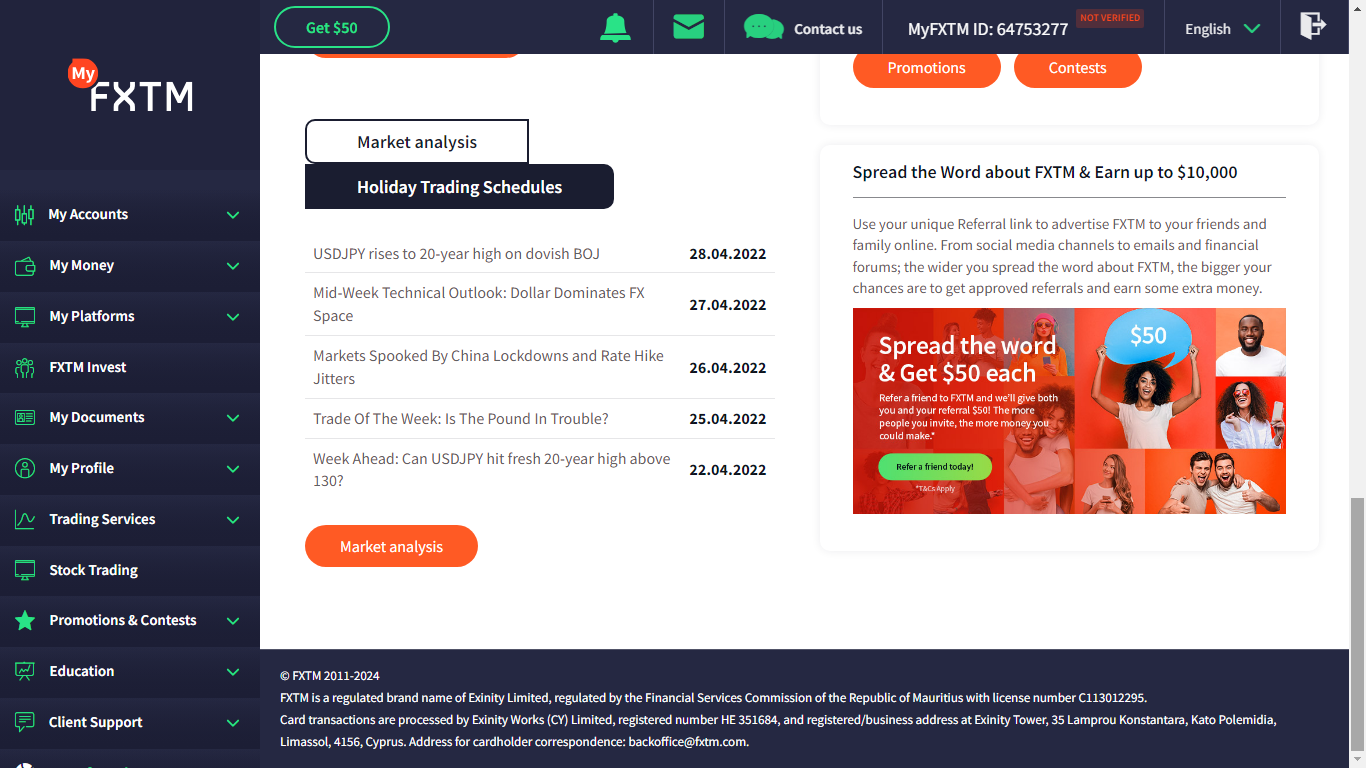 Get $50
Contact us
MyFXTM ID: 64753277
NOT VERIFIED
English
My
FXTM
My Accounts
My Money
My Platforms
FXTM Invest
My Documents
My Profile
Trading Services
Stock Trading
Promotions & Contests
Education
Client Support
Market analysis
Holiday Trading Schedules
USDJPY rises to 20-year high on dovish BOJ 28.04.2022
Mid-Week Technical Outlook: Dollar Dominates FX
Space
27.04.2022
Markets Spooked By China Lockdowns and Rate Hike
Jitters
26.04.2022
Trade Of The Week: Is The Pound In Trouble? 25.04.2022
Week Ahead: Can USDJPY hit fresh 20-year high above
130?
22.04.2022
Market analysis
Promotions
Contests
Spread the Word about FXTM & Earn up to $10,000
Use your unique Referral link to advertise FXTM to your friends and
family online. From social media channels to emails and financial
forums; the wider you spread the word about FXTM, the bigger your
chances are to get approved referrals and earn some extra money.
Spread the word
& Get $50 each
Refer a friend to FXTM and we'll give both
you and your referral $50! The more
people you invite, the more money you
could make.*
Refer a friend today!
*T&Cs Apply
$50
© FXTM 2011-2024
FXTM is a regulated brand name of Exinity Limited, regulated by the Financial Services Commission of the Republic of Mauritius with license number C113012295.
Card transactions are processed by Exinity Works (CY) Limited, registered number HE 351684, and registered/business address at Exinity Tower, 35 Lamprou Konstantara, Kato Polemidia,
Limassol, 4156, Cyprus. Address for cardholder correspondence: backoffice@fxtm.com.